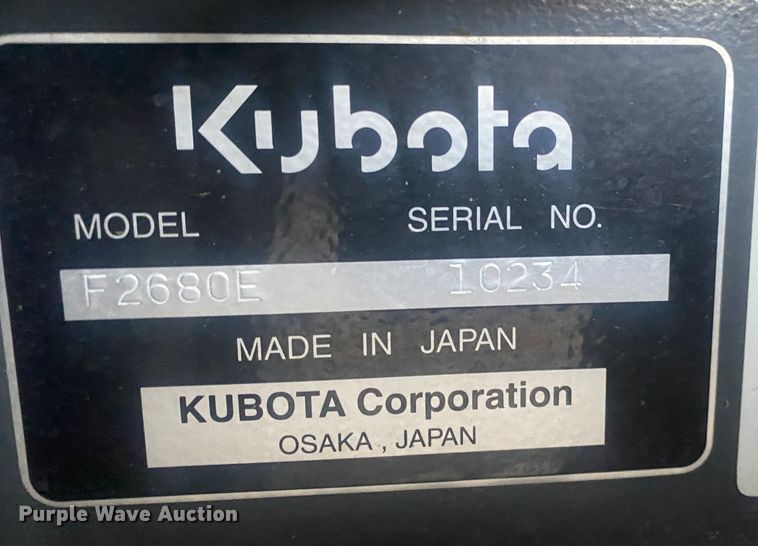 Kubota
MODEL SERIAL NO.
F2680E 10234
MADE IN JAPAN
KUBOTA Corporation
OSAKA , JAPAN
Purple Wave Auction